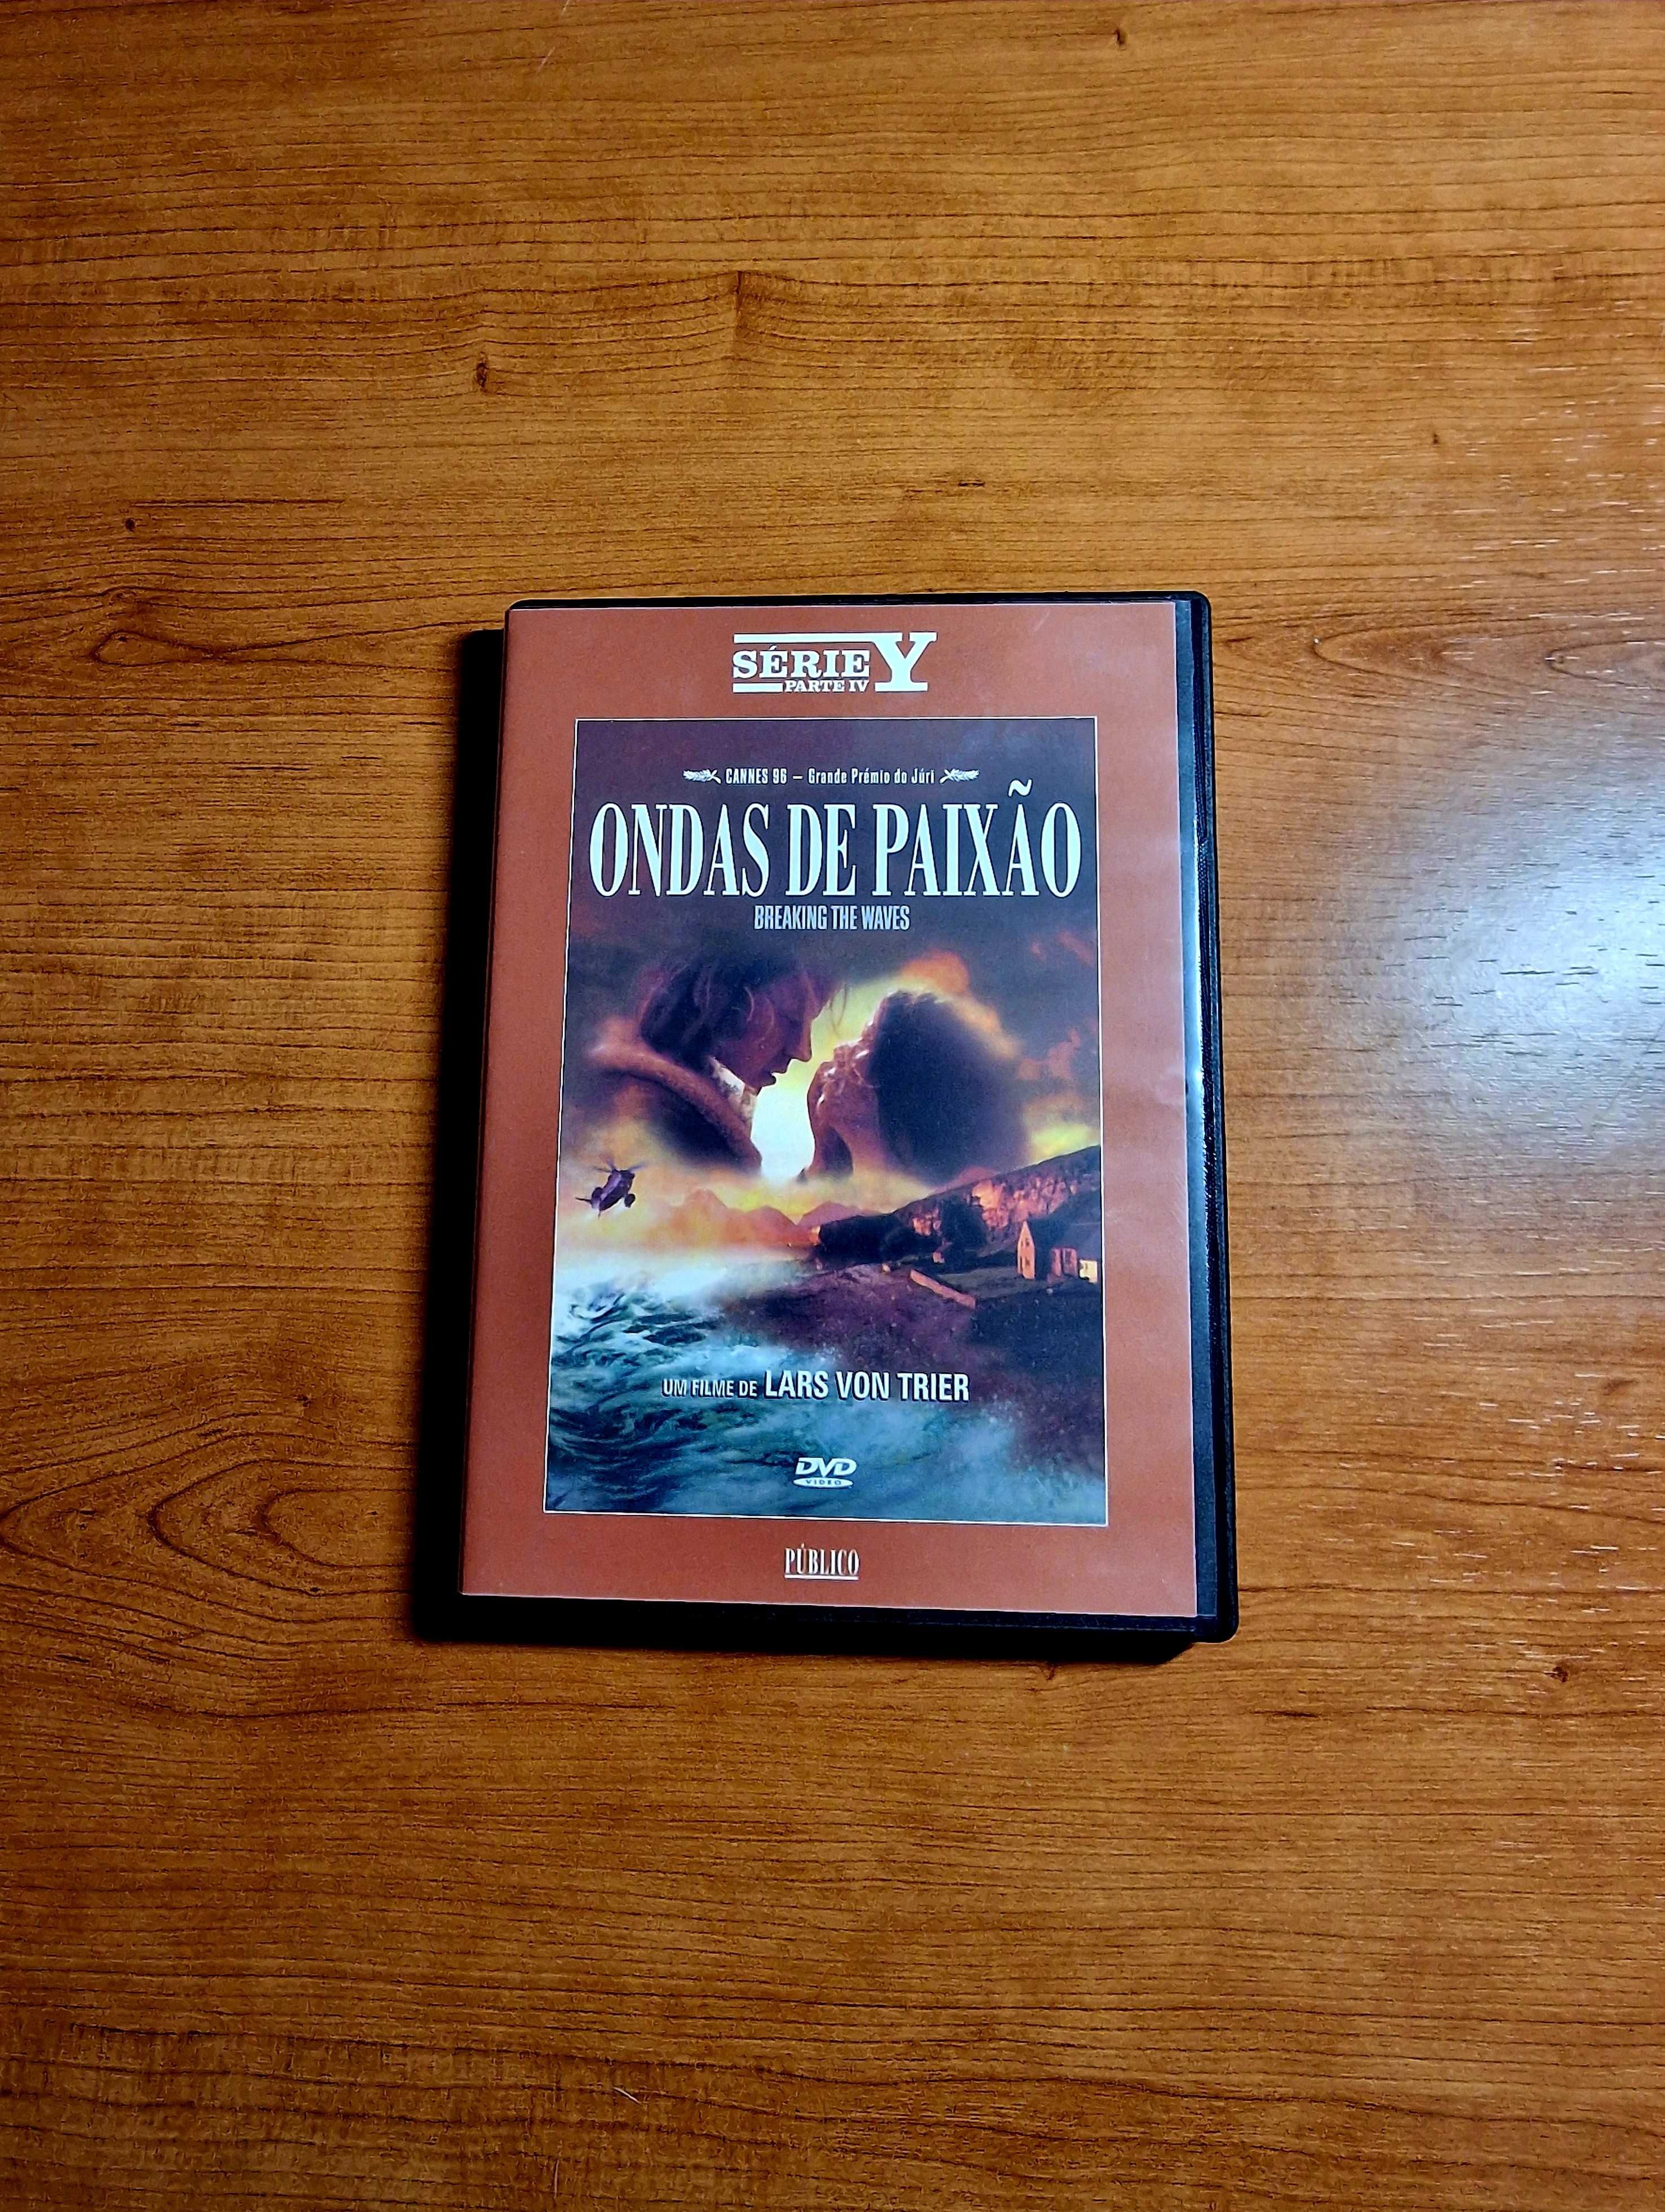 SÉRIE Y
PARTE IV
CANNES 96 – Grande Prémio do Júri
ONDAS DE PAIXÃO
BREAKING THE WAVES
UM FILME DE LARS VON TRIER
DVD
VIDEO
PÚBLICO